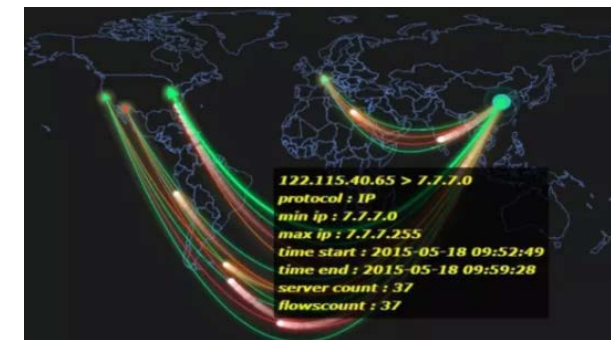 122.115.40.65 > 7.7.7.0
protocol : IP
min ip : 7.7.7.0
max ip : 7.7.7.255
time start : 2015-05-18 09:52:49
time end : 2015-05-18 09:59:28
server count : 37
flowscount : 37